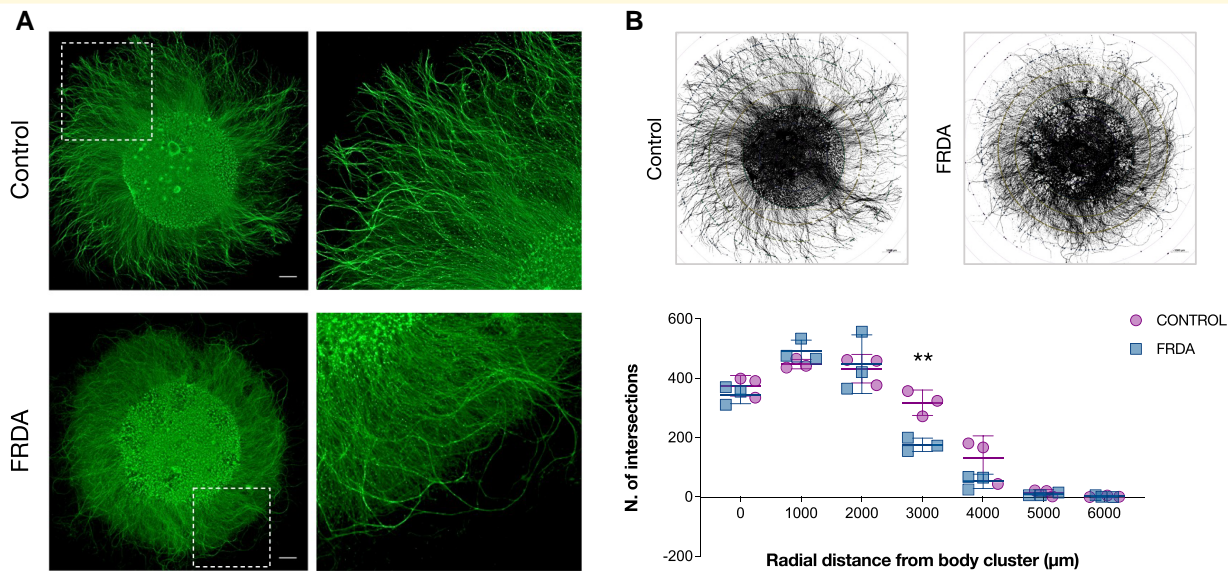 A
B
Control
FRDA
Control
FRDA
600
400
200
0
-200
N. of intersections
**
CONTROL
FRDA
0 1000 2000 3000 4000 5000 6000
Radial distance from body cluster (µm)